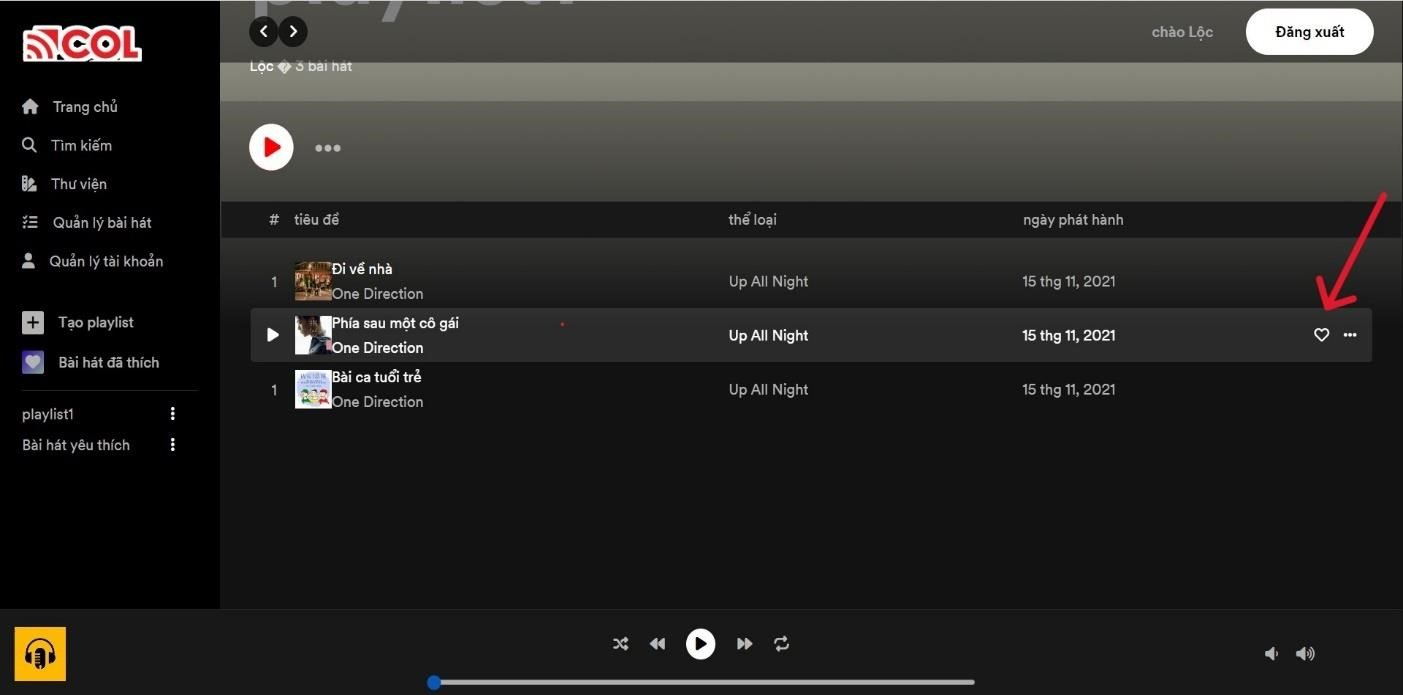 COL
chào Lộc
Đăng xuất
Lộc � 3 bài hát
Trang chủ
Tìm kiếm
Thư viện
Quản lý bài hát
Quản lý tài khoản
Tạo playlist
Bài hát đã thích
playlist1
Bài hát yêu thích
# tiêu đề thể loại ngày phát hành
1 Đi về nhà Up All Night 15 thg 11, 2021
One Direction
Phía sau một cô gái Up All Night 15 thg 11, 2021
One Direction
1 Bài ca tuổi trẻ Up All Night 15 thg 11, 2021
One Direction